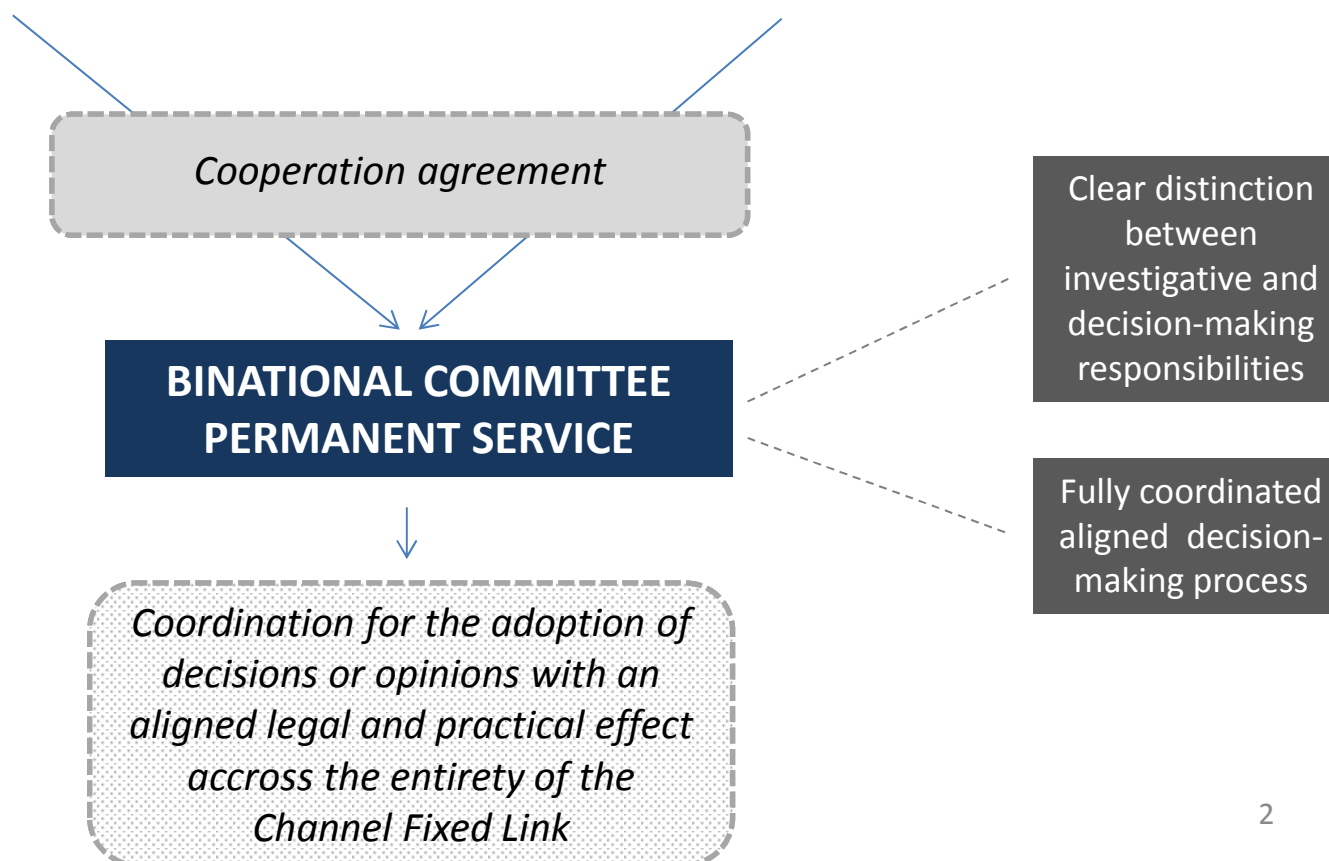 Cooperation agreement
Clear distinction
between
investigative and
decision-making
responsibilities
BINATIONAL COMMITTEE
PERMANENT SERVICE
Fully coordinated
aligned decision-
making process
Coordination for the adoption of
decisions or opinions with an
aligned legal and practical effect
accross the entirety of the
Channel Fixed Link
2